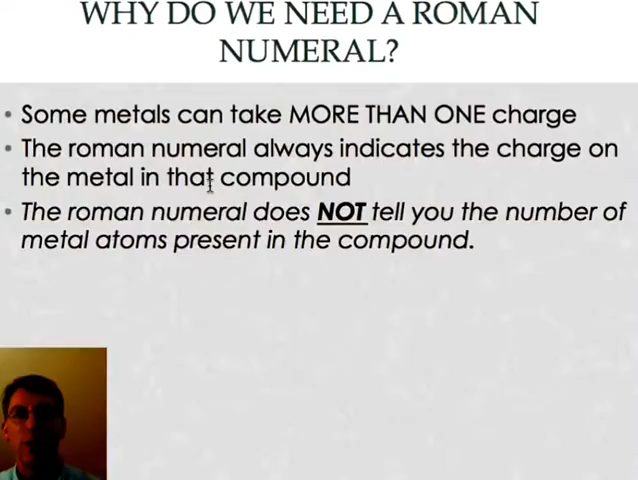 WHY DO WE NEED A ROMAN
NUMERAL?
• Some metals can take MORE THAN ONE charge
• The roman numeral always indicates the charge on
the metal in that compound
• The roman numeral does NOT tell you the number of
metal atoms present in the compound.